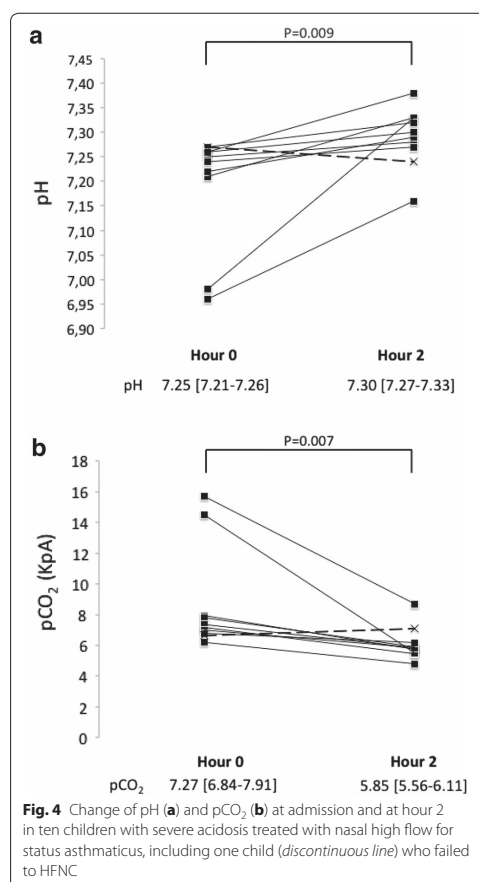 a
P=0.009
7,45
7,40
7,35
7,30
7,25
7,20
7,15
7,10
7,05
7,00
6,95
6,90
pH
Hour 0 Hour 2
pH 7.25 [7.21-7.26] 7.30 [7.27-7.33]
b
P=0.007
18
16
14
12
10
8
6
4
2
0
pCO₂ (KpA)
Hour 0 Hour 2
pCO₂ 7.27 [6.84-7.91] 5.85 [5.56-6.11]
Fig. 4 Change of pH (a) and pCO₂ (b) at admission and at hour 2
in ten children with severe acidosis treated with nasal high flow for
status asthmaticus, including one child (discontinuous line) who failed
to HFNC